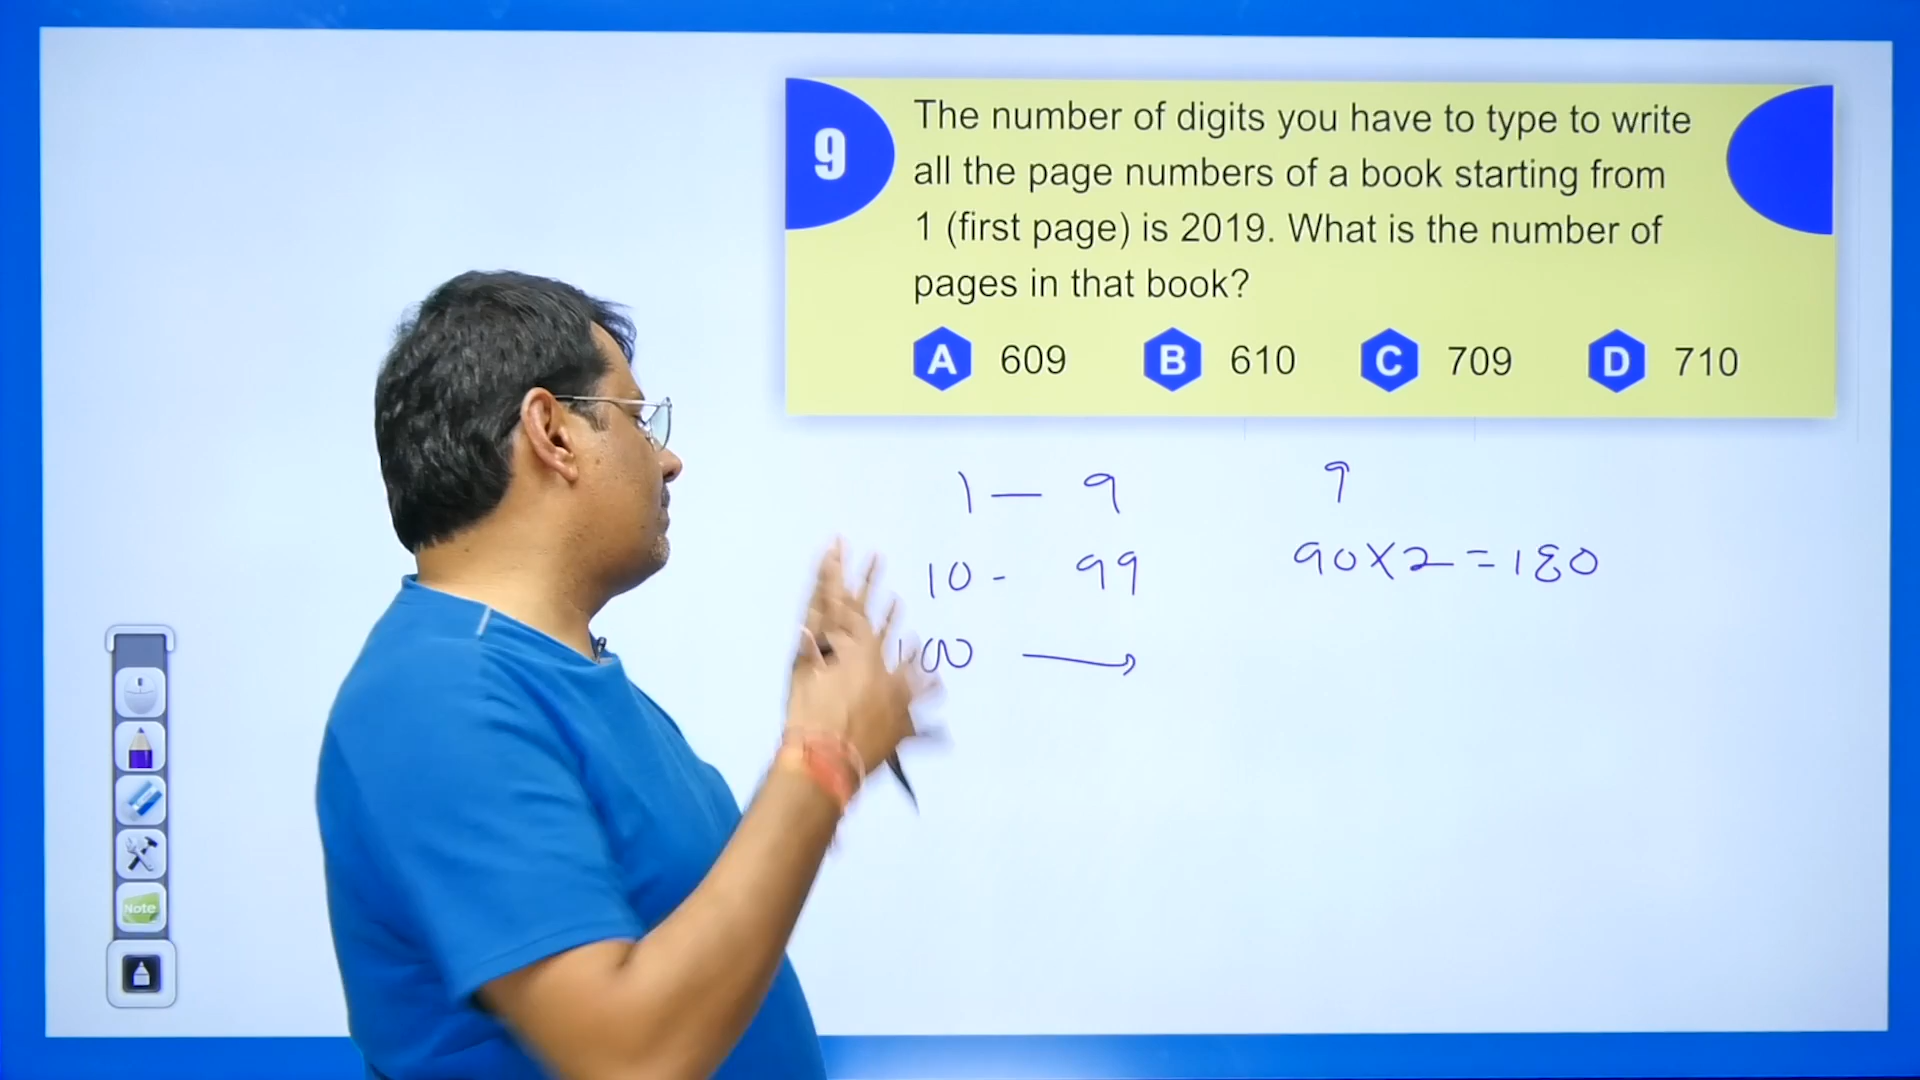 9
The number of digits you have to type to write
all the page numbers of a book starting from
1 (first page) is 2019. What is the number of
pages in that book?
A 609 B 610 C 709 D 710
1 — 9 9
10 - 99 90×2=180
100 →
Note